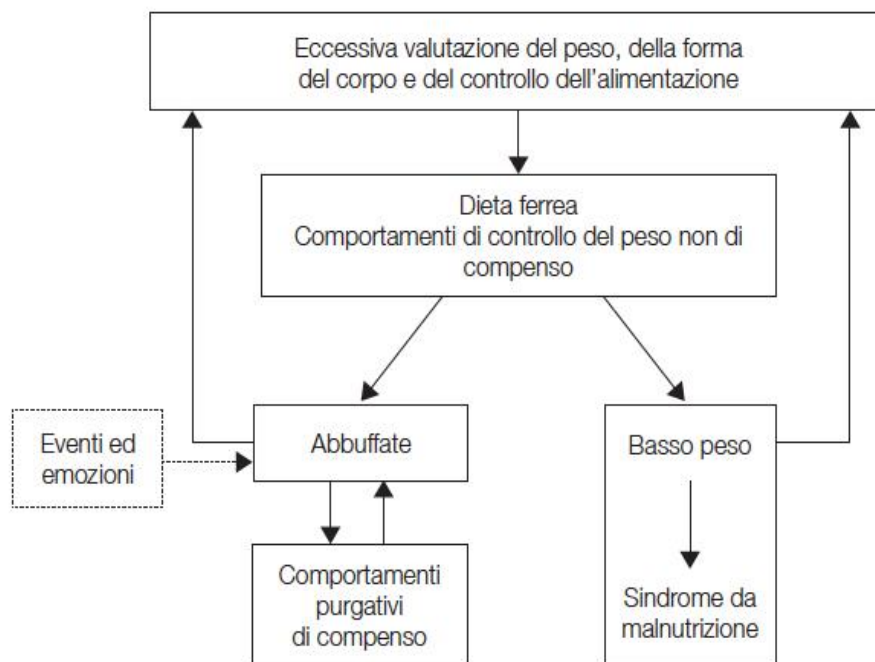 Eccessiva valutazione del peso, della forma
del corpo e del controllo dell'alimentazione
Dieta ferrea
Comportamenti di controllo del peso non di
compenso
Eventi ed
emozioni
Abbuffate
Basso peso
Comportamenti
purgativi
di compenso
Sindrome da
malnutrizione